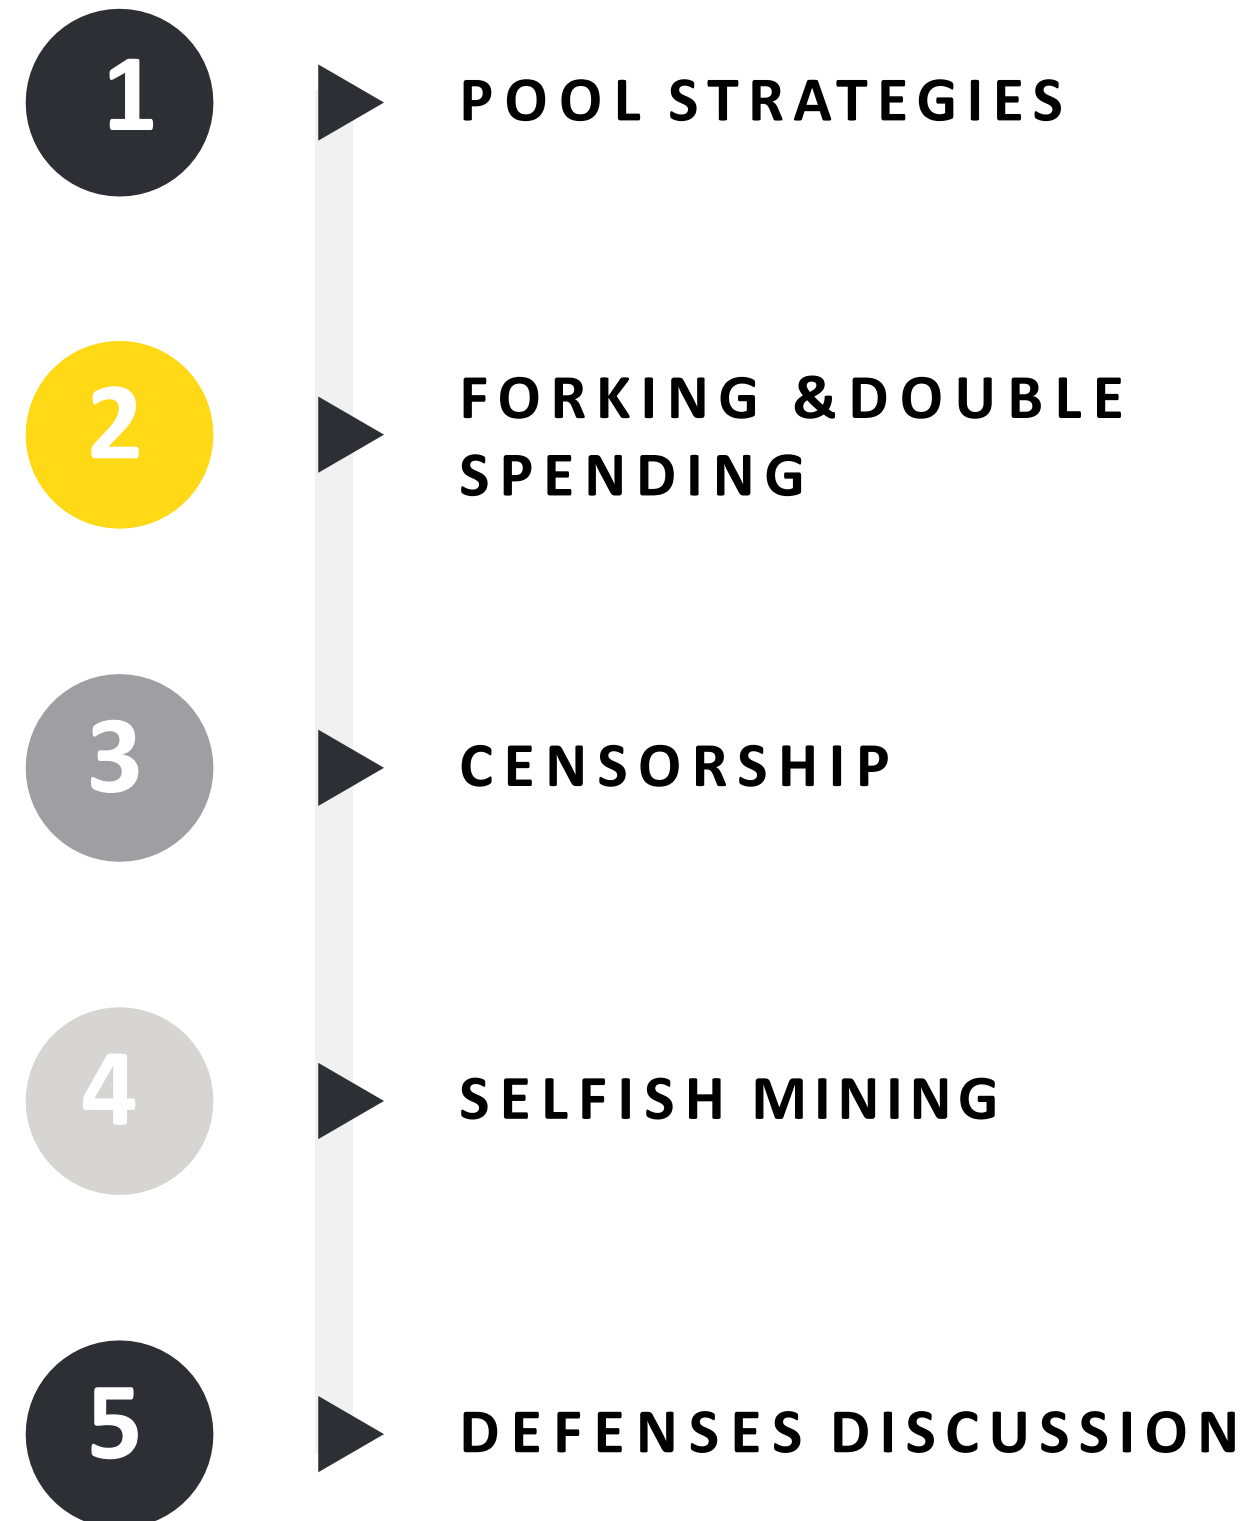 1
POOL STRATEGIES
2
FORKING &DOUBLE
SPENDING
3
CENSORSHIP
4
SELFISH MINING
5
DEFENSES DISCUSSION